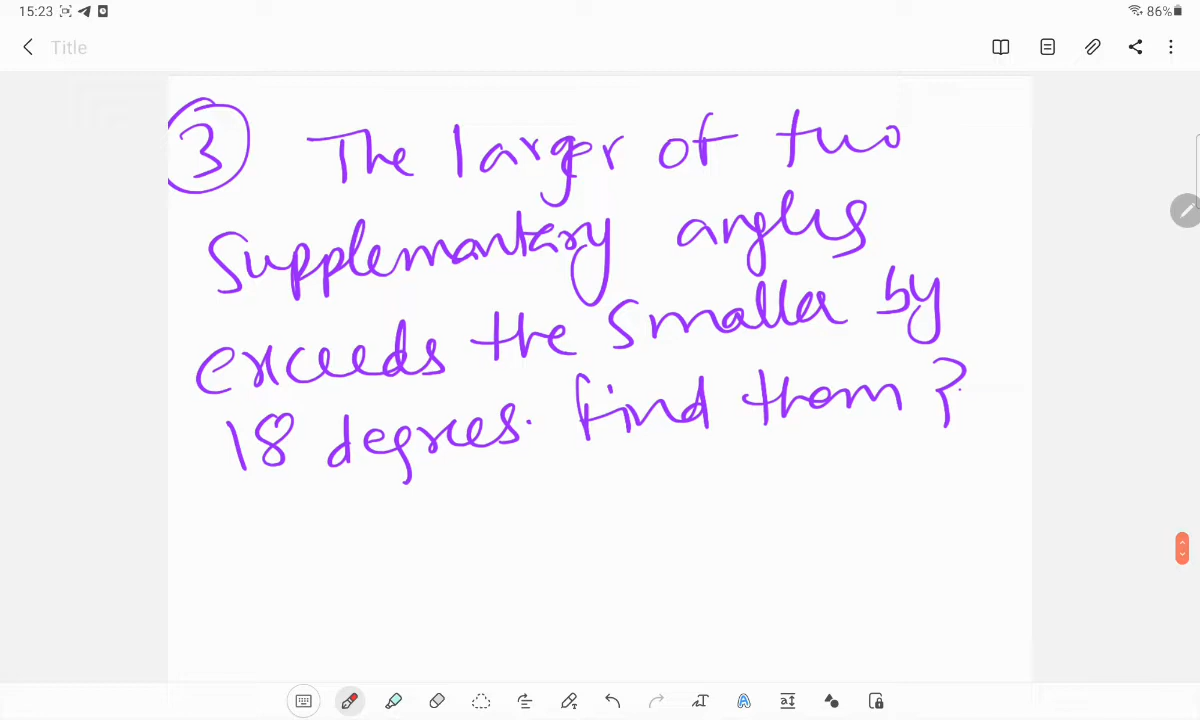 15:23 86%
Title
3 The larger of two
Supplementary angles
exceeds the smaller by
18 degrees. find them?